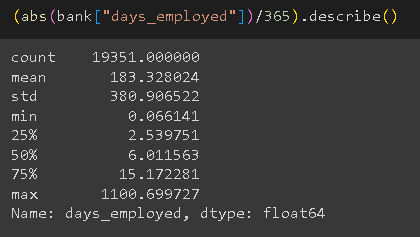 (abs(bank["days_employed"])/365).describe()
count    19351.000000
mean       183.328024
std        380.906522
min          0.066141
25%          2.539751
50%          6.011563
75%         15.172281
max       1100.699727
Name: days_employed, dtype: float64